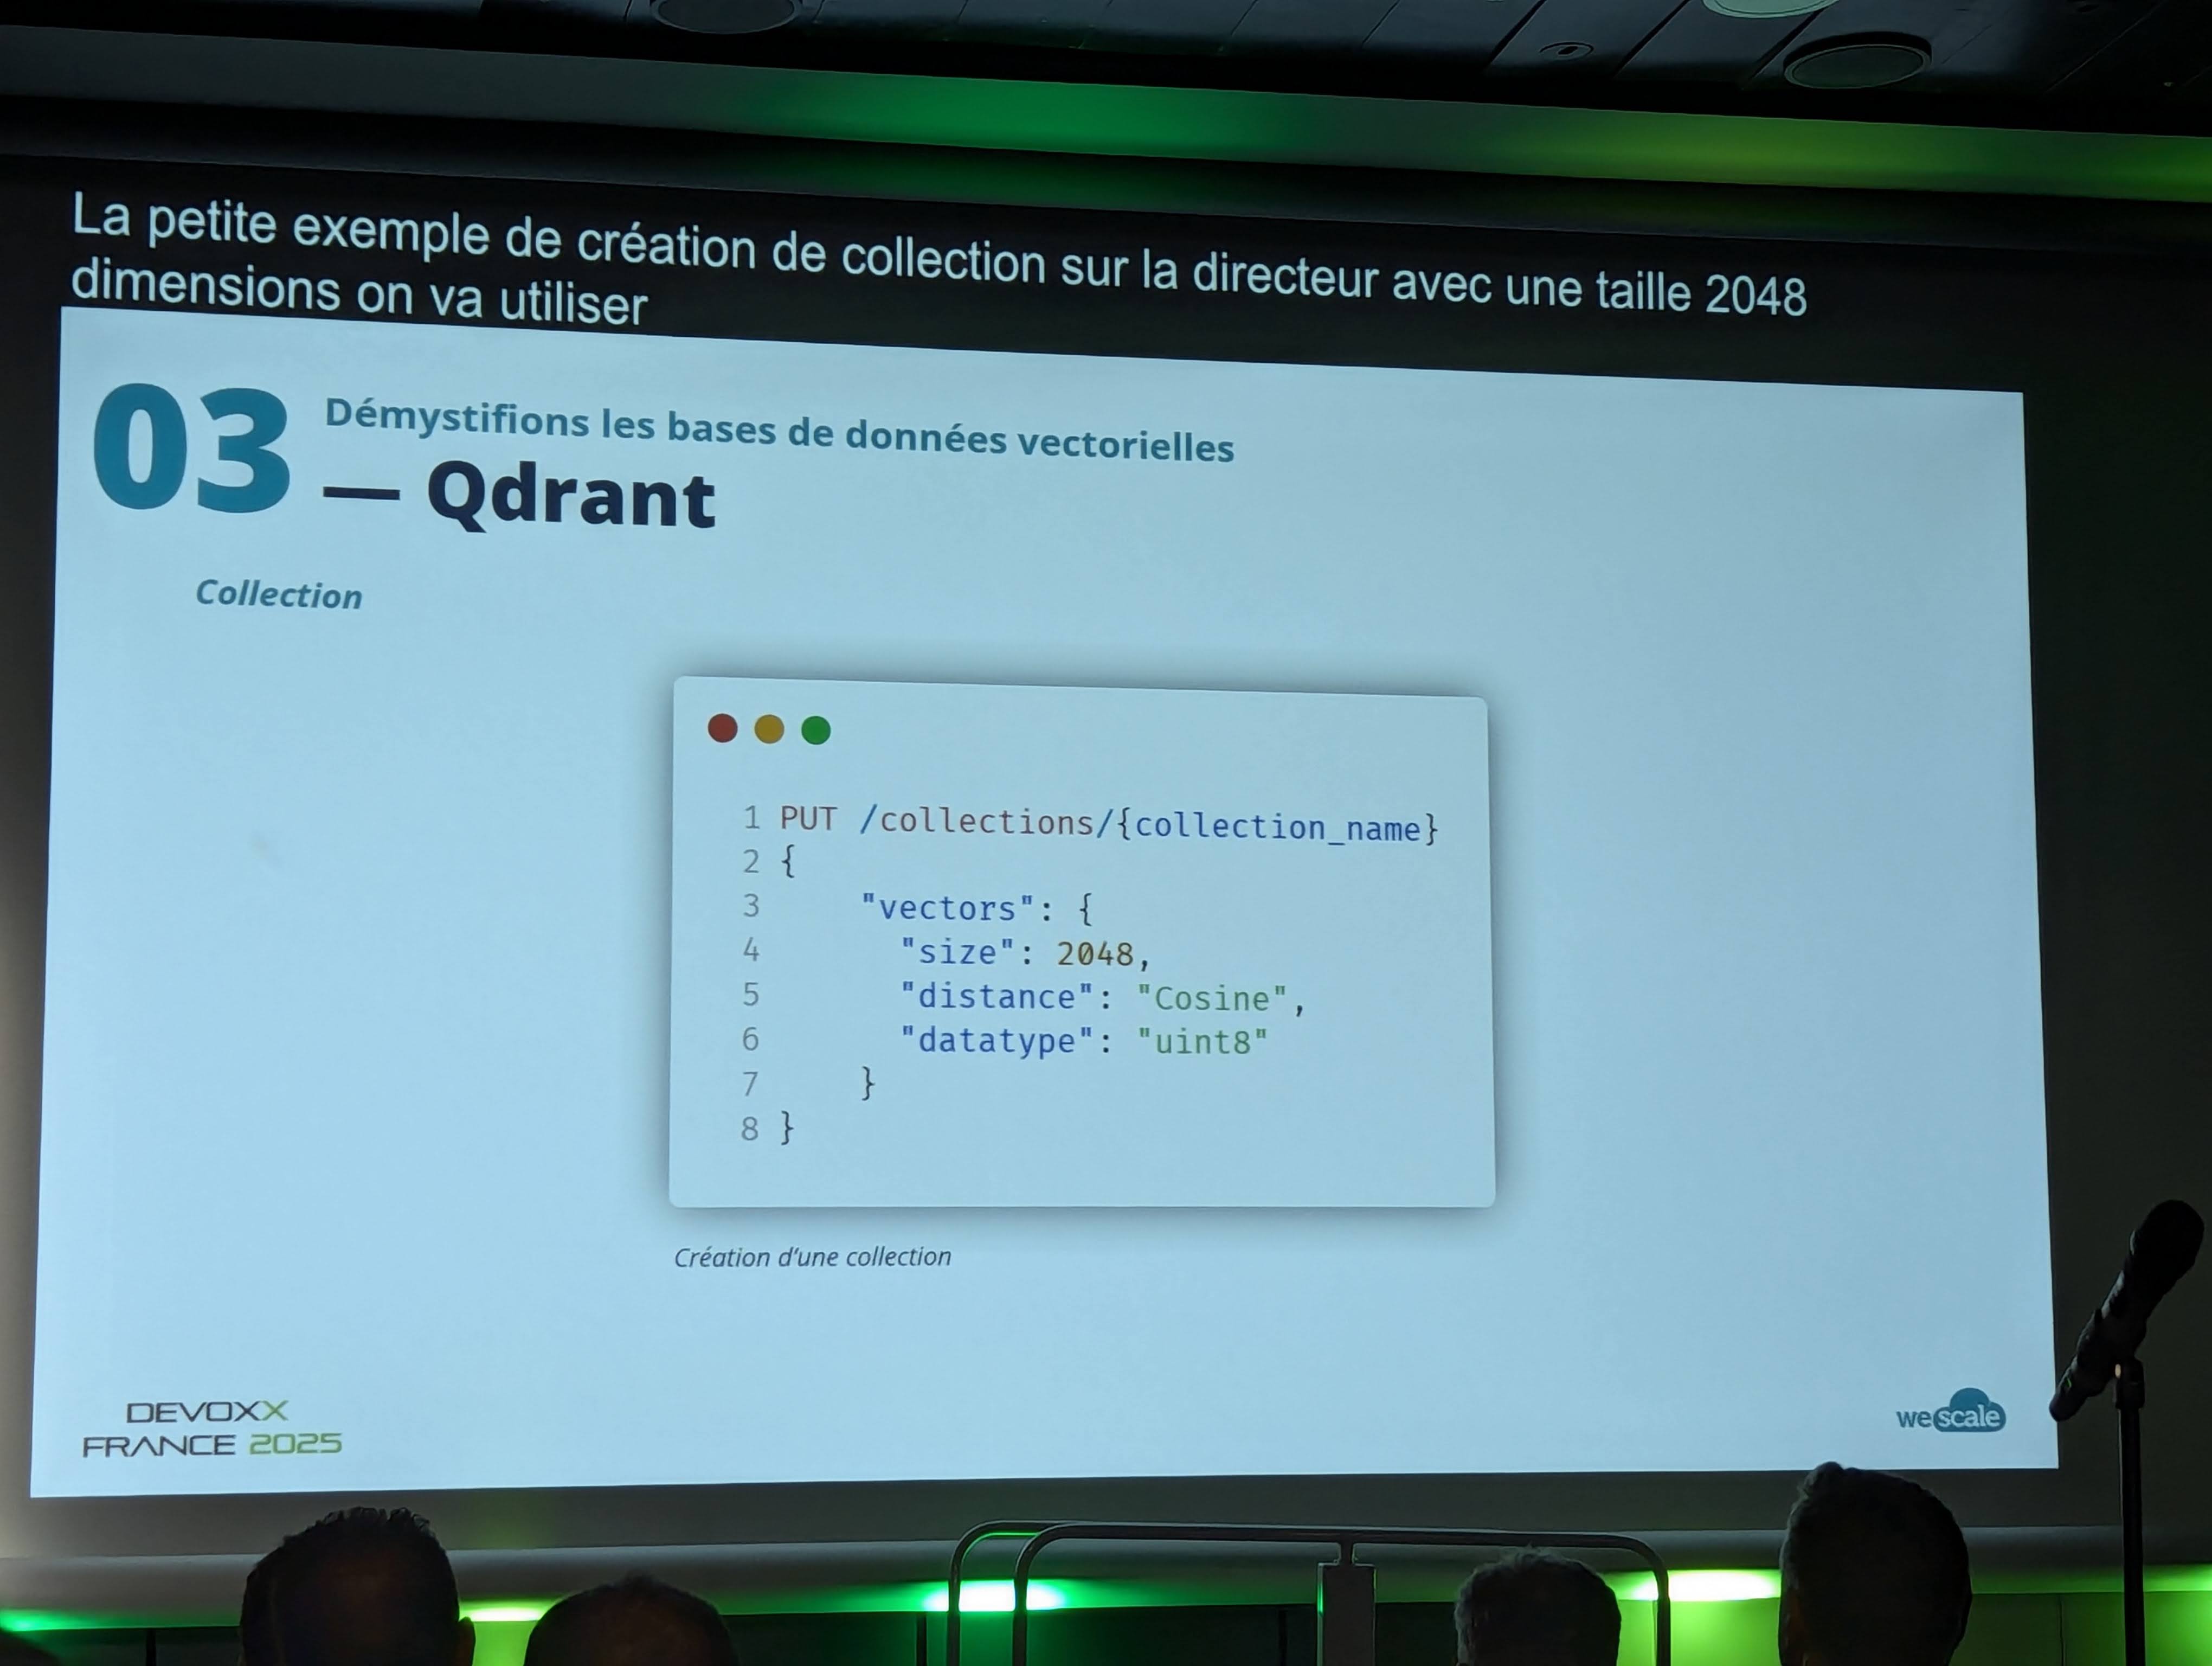 La petite exemple de création de collection sur la directeur avec une taille 2048
dimensions on va utiliser
03
Démystifions les bases de données vectorielles
— Qdrant
Collection
1 PUT /collections/{collection_name}
2 {
3     "vectors": {
4       "size": 2048,
5       "distance": "Cosine",
6       "datatype": "uint8"
7     }
8 }
Création d'une collection
DEVOXX
FRANCE 2025
wescale